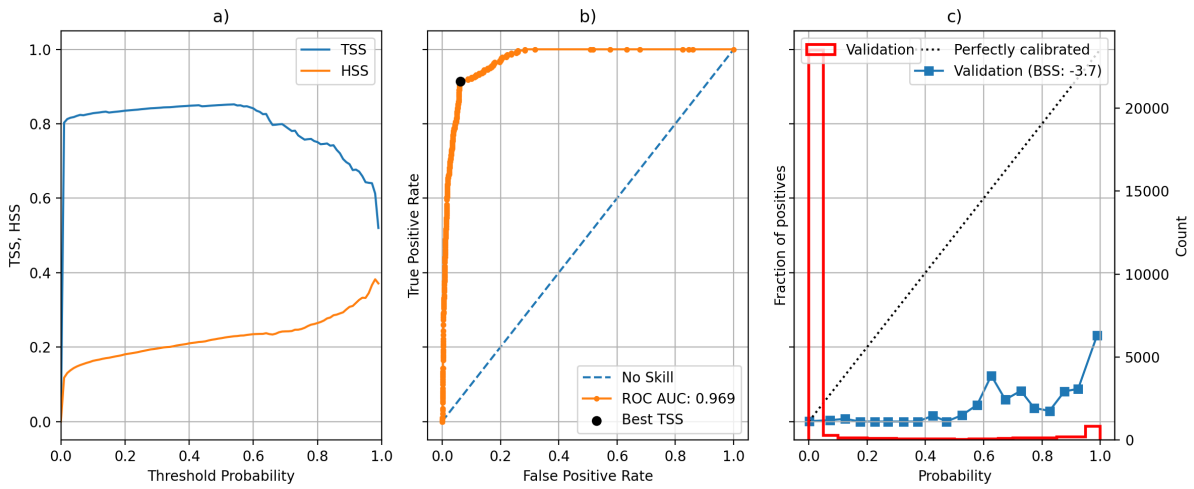 a)
TSS, HSS
1.0
0.8
0.6
0.4
0.2
0.0
TSS
HSS
0.0 0.2 0.4 0.6 0.8 1.0
Threshold Probability
b)
True Positive Rate
No Skill
ROC AUC: 0.969
Best TSS
0.0 0.2 0.4 0.6 0.8 1.0
False Positive Rate
c)
Fraction of positives
Validation
Perfectly calibrated
Validation (BSS: -3.7)
20000
15000
10000
5000
0
Count
0.0 0.2 0.4 0.6 0.8 1.0
Probability